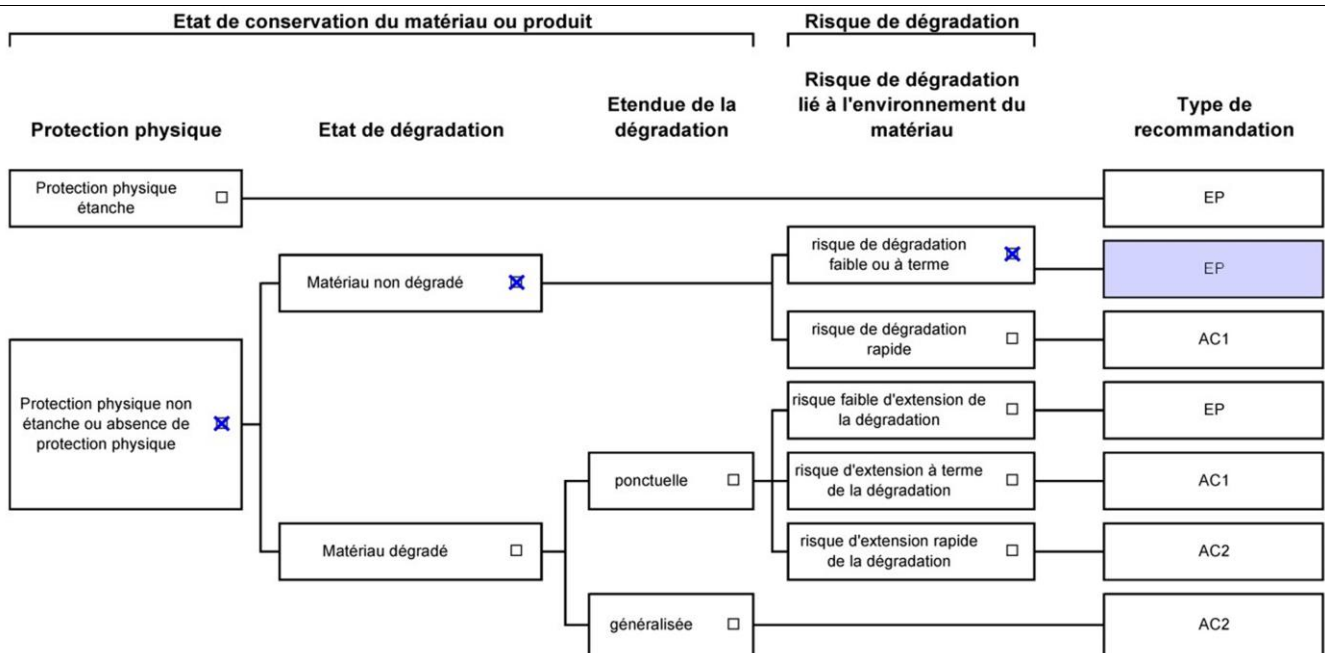 Etat de conservation du matériau ou produit
Risque de dégradation
Protection physique
Etat de dégradation
Etendue de la
dégradation
Risque de dégradation
lié à l'environnement du
matériau
Type de
recommandation
Protection physique
étanche
EP
risque de dégradation
faible ou à terme
EP
Matériau non dégradé
risque de dégradation
rapide
AC1
Protection physique non
étanche ou absence de
protection physique
risque faible d'extension de
la dégradation
EP
ponctuelle
risque d'extension à terme
de la dégradation
AC1
Matériau dégradé
risque d'extension rapide
de la dégradation
AC2
généralisée
AC2